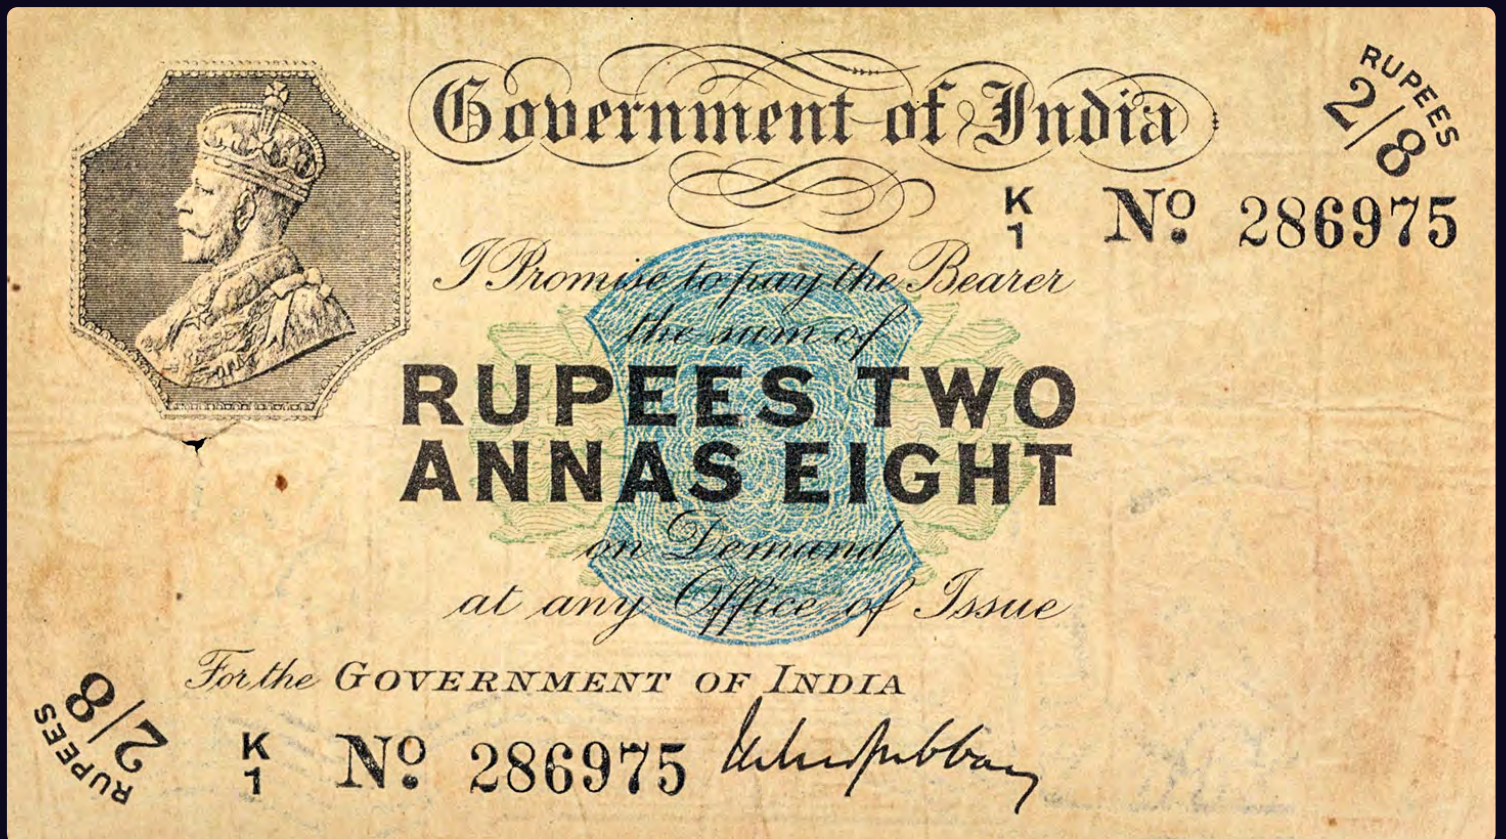 Government of India
RUPEES
2/8
K
1
No. 286975
I Promise to pay the Bearer
the sum of
RUPEES TWO
ANNAS EIGHT
on Demand
at any Office of Issue
For the GOVERNMENT OF INDIA
RUPEES
2/8
K
1
No. 286975